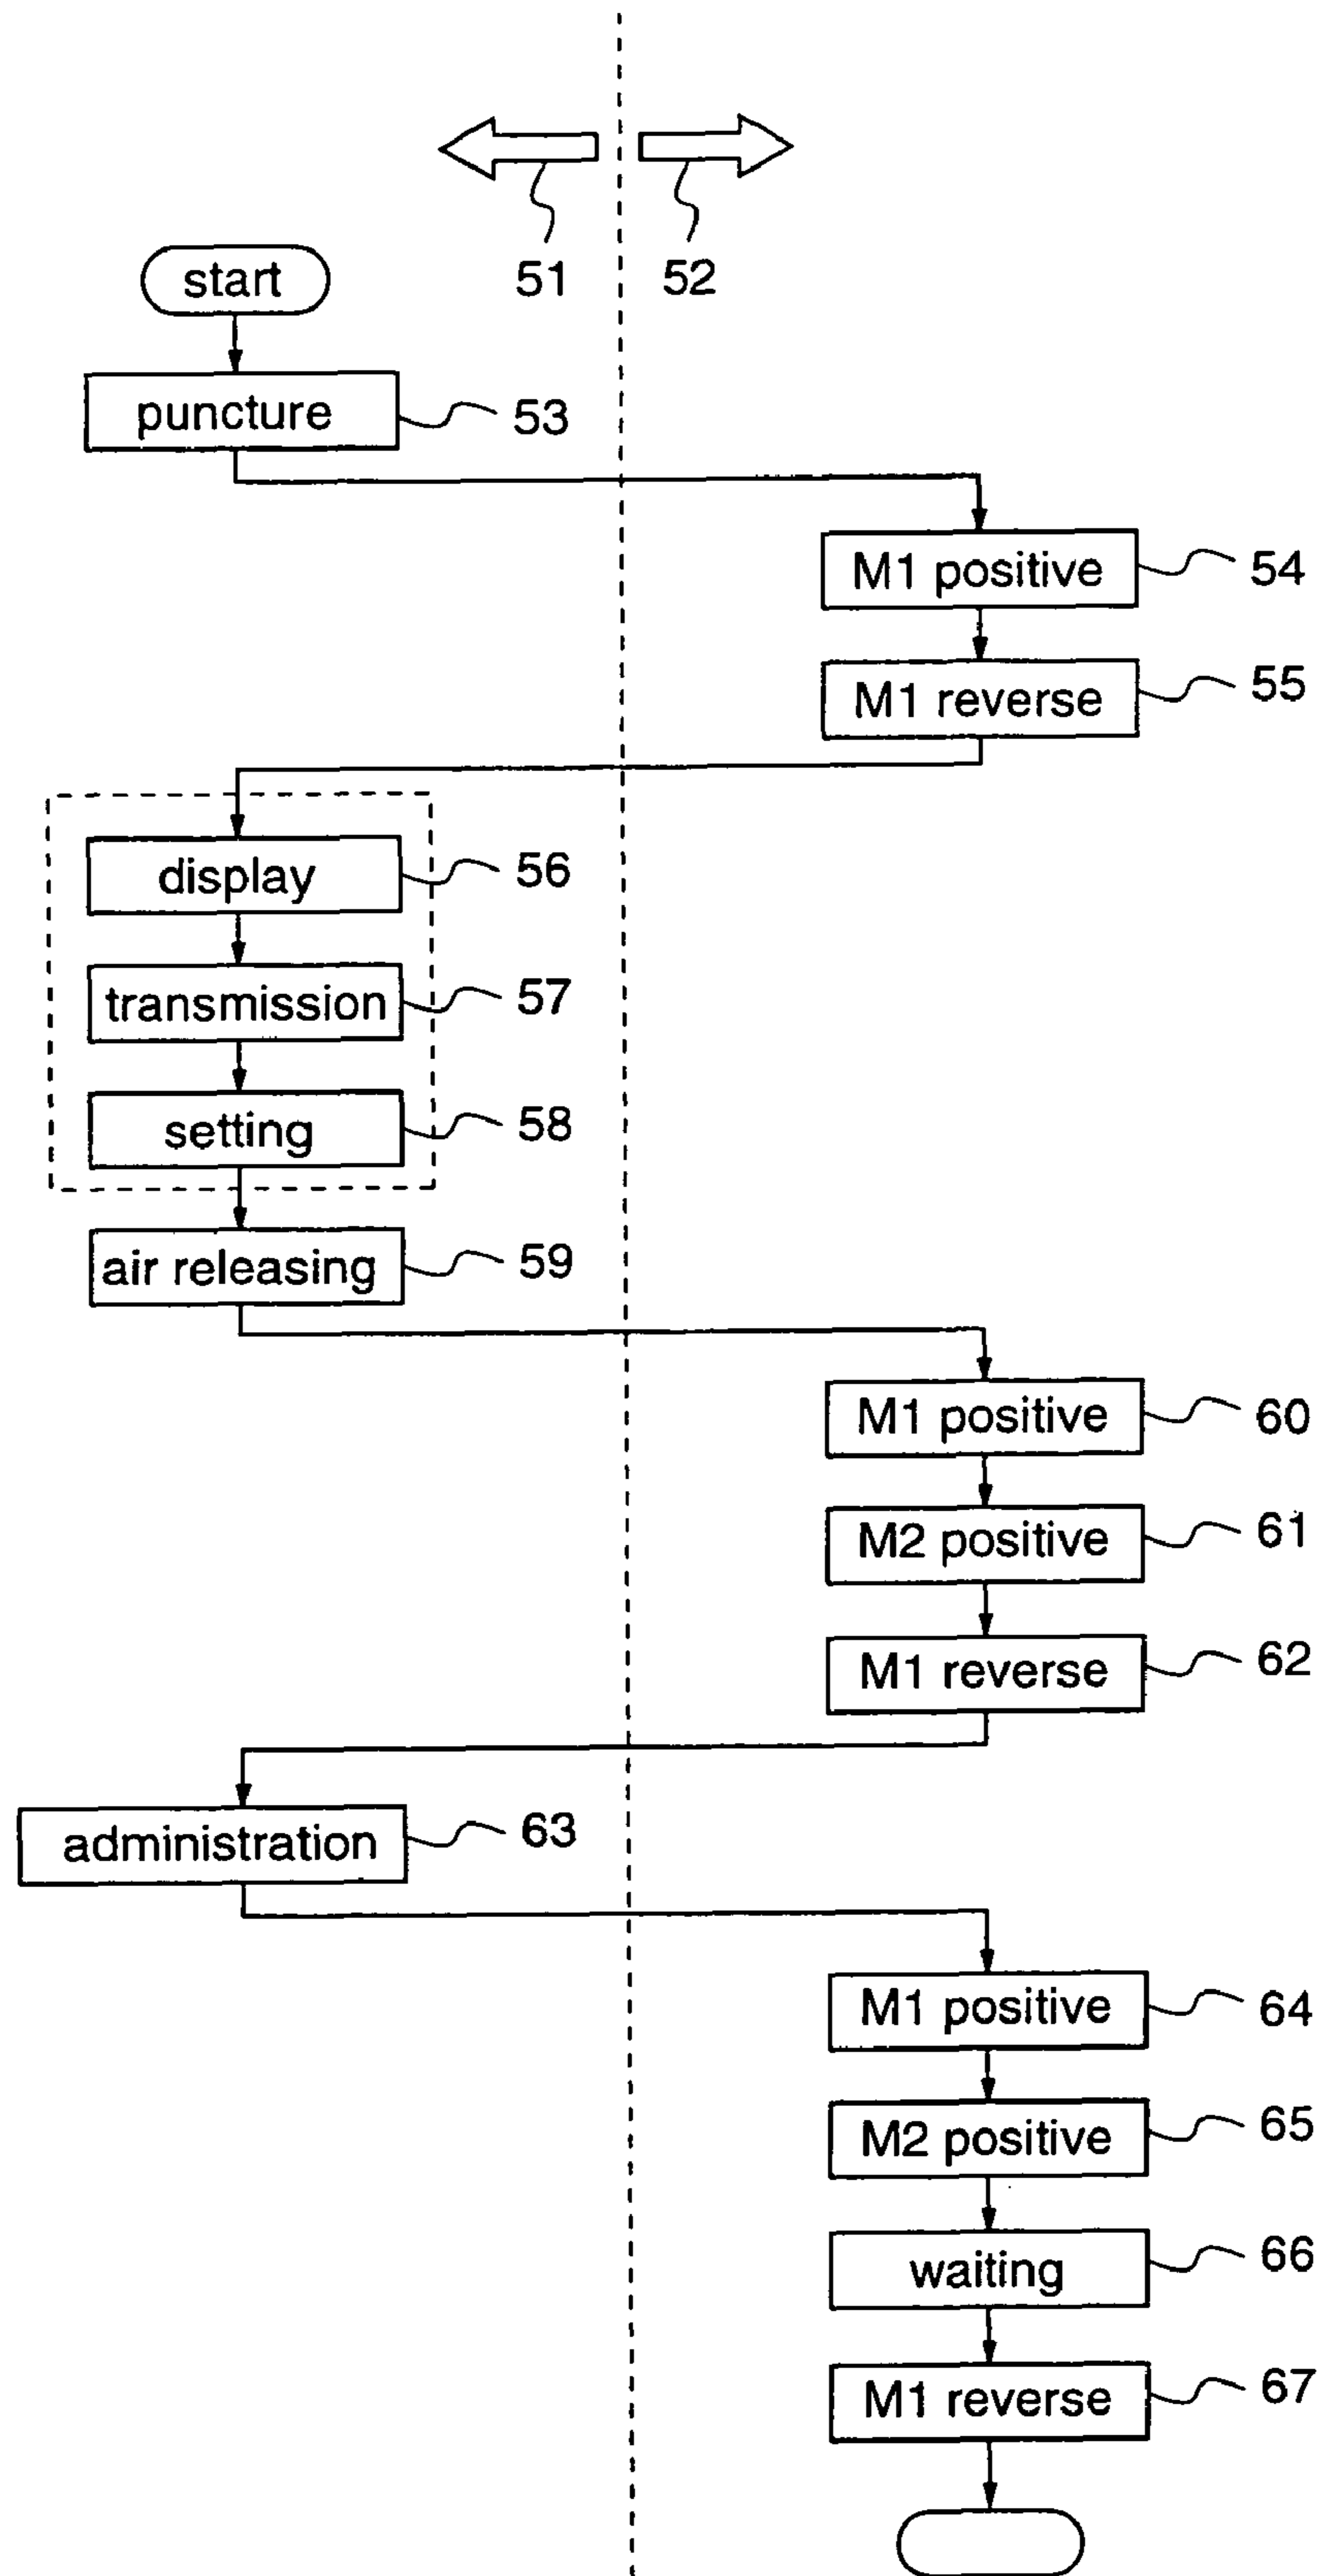 51 52
start
puncture 53
M1 positive 54
M1 reverse 55
display 56
transmission 57
setting 58
air releasing 59
M1 positive 60
M2 positive 61
M1 reverse 62
administration 63
M1 positive 64
M2 positive 65
waiting 66
M1 reverse 67